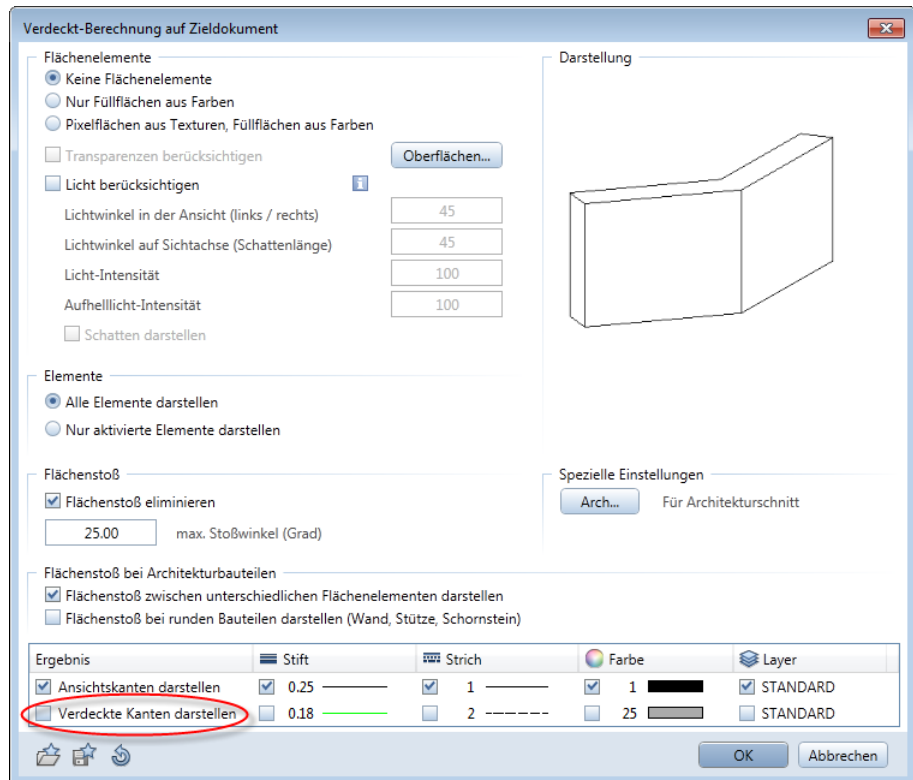 Verdeckt-Berechnung auf Zieldokument
Flächenelemente
Keine Flächenelemente
Nur Füllflächen aus Farben
Pixelflächen aus Texturen, Füllflächen aus Farben
Transparenzen berücksichtigen
Oberflächen...
Licht berücksichtigen
Lichtwinkel in der Ansicht (links / rechts)
45
Lichtwinkel auf Sichtachse (Schattenlänge)
45
Licht-Intensität
100
Aufhelllicht-Intensität
100
Schatten darstellen
Darstellung
Elemente
Alle Elemente darstellen
Nur aktivierte Elemente darstellen
Flächenstoß
Flächenstoß eliminieren
25.00 max. Stoßwinkel (Grad)
Spezielle Einstellungen
Arch... Für Architekturschnitt
Flächenstoß bei Architekturbauteilen
Flächenstoß zwischen unterschiedlichen Flächenelementen darstellen
Flächenstoß bei runden Bauteilen darstellen (Wand, Stütze, Schornstein)
Ergebnis Stift Strich Farbe Layer
Ansichtskanten darstellen 0.25 1 1 STANDARD
Verdeckte Kanten darstellen 0.18 2 25 STANDARD
OK Abbrechen